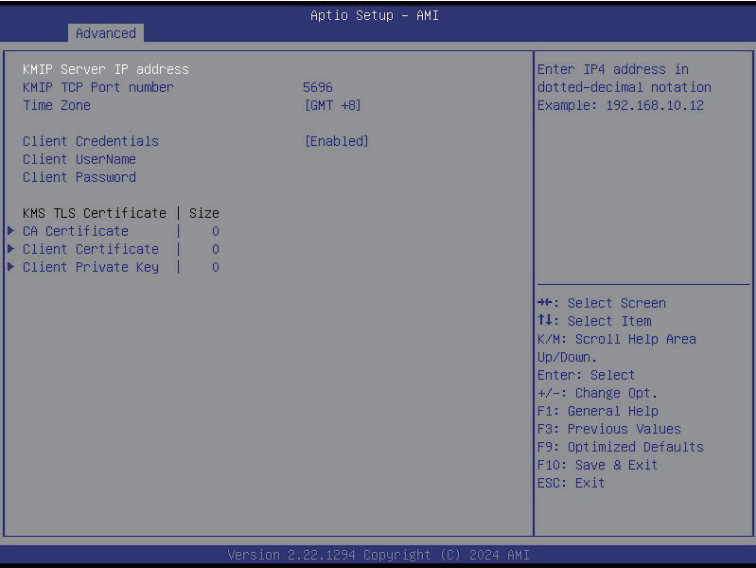 Aptio Setup – AMI
Advanced
KMIP Server IP address
KMIP TCP Port number 5696
Time Zone [GMT +8]
Client Credentials [Enabled]
Client UserName
Client Password
KMS TLS Certificate | Size
▶ CA Certificate | 0
▶ Client Certificate | 0
▶ Client Private Key | 0
Enter IP4 address in
dotted-decimal notation
Example: 192.168.10.12
→←: Select Screen
↑↓: Select Item
K/M: Scroll Help Area
Up/Down.
Enter: Select
+/-: Change Opt.
F1: General Help
F3: Previous Values
F9: Optimized Defaults
F10: Save & Exit
ESC: Exit
Version 2.22.1294 Copyright (C) 2024 AMI